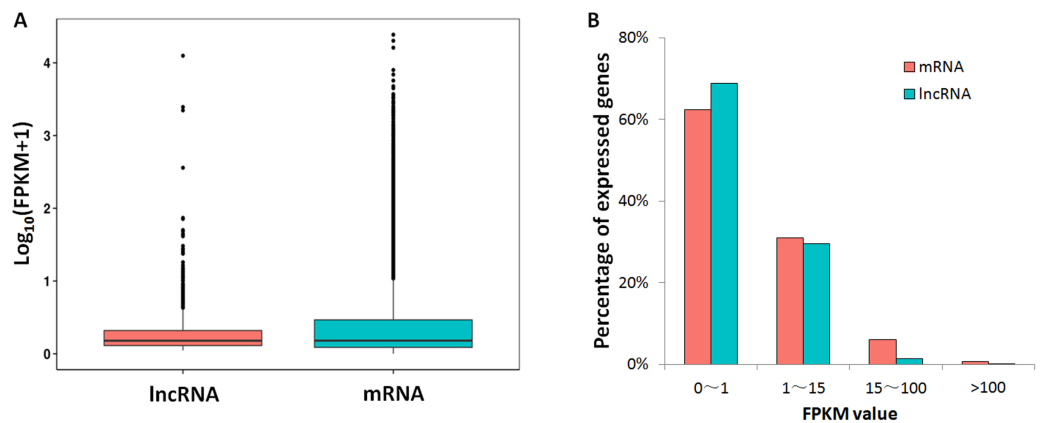 A
Log10(FPKM+1)
4
3
2
1
0
lncRNA
mRNA
B
Percentage of expressed genes
80%
60%
40%
20%
0%
mRNA
lncRNA
0～1
1～15
15～100
>100
FPKM value